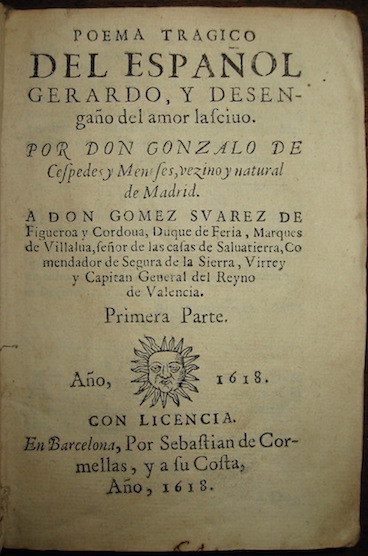 POEMA TRAGICO
DEL ESPAÑOL
GERARDO, Y DESEN-
gaño del amor laſciuo.
POR DON GONZALO DE
Ceſpedes y Meneſes, vezino y natural
de Madrid.
A DON GOMEZ SVAREZ DE
Figueroa y Cordoua, Duque de Feria, Marques
de Villalua, ſeñor de las caſas de Saluatierra, Co
mendador de Segura de la Sierra, Virrey
y Capitan General del Reyno
de Valencia.
Primera Parte.
Año, 1618.
CON LICENCIA.
En Barcelona, Por Sebaſtian de Cor-
mellas, y a ſu Coſta,
Año, 1618.